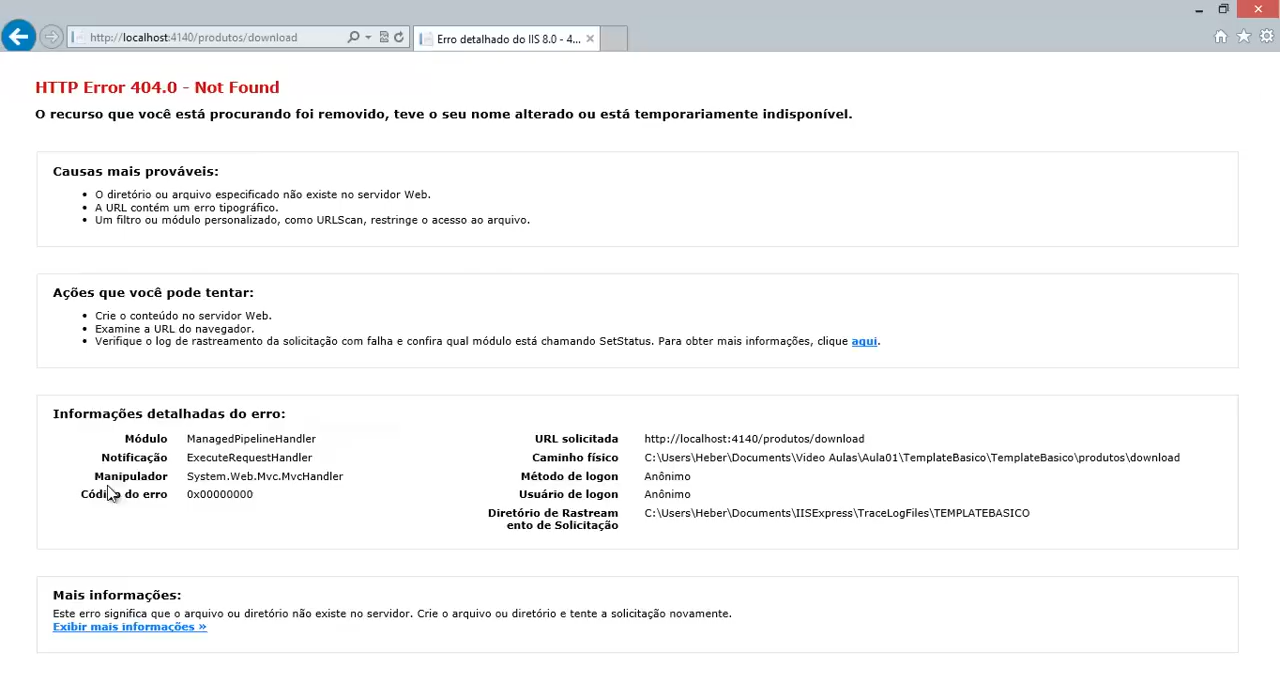 http://localhost:4140/produtos/download
Erro detalhado do IIS 8.0 - 4...
HTTP Error 404.0 - Not Found
O recurso que você está procurando foi removido, teve o seu nome alterado ou está temporariamente indisponível.
Causas mais prováveis:
O diretório ou arquivo especificado não existe no servidor Web.
A URL contém um erro tipográfico.
Um filtro ou módulo personalizado, como URLScan, restringe o acesso ao arquivo.
Ações que você pode tentar:
Crie o conteúdo no servidor Web.
Examine a URL do navegador.
Verifique o log de rastreamento da solicitação com falha e confira qual módulo está chamando SetStatus. Para obter mais informações, clique aqui.
Informações detalhadas do erro:
Módulo ManagedPipelineHandler
Notificação ExecuteRequestHandler
Manipulador System.Web.Mvc.MvcHandler
Código do erro 0x00000000
URL solicitada http://localhost:4140/produtos/download
Caminho físico C:\Users\Heber\Documents\Video Aulas\Aula01\TemplateBasico\TemplateBasico\produtos\download
Método de logon Anônimo
Usuário de logon Anônimo
Diretório de Rastream C:\Users\Heber\Documents\IISExpress\TraceLogFiles\TEMPLATEBASICO
ento de Solicitação
Mais informações:
Este erro significa que o arquivo ou diretório não existe no servidor. Crie o arquivo ou diretório e tente a solicitação novamente.
Exibir mais informações »